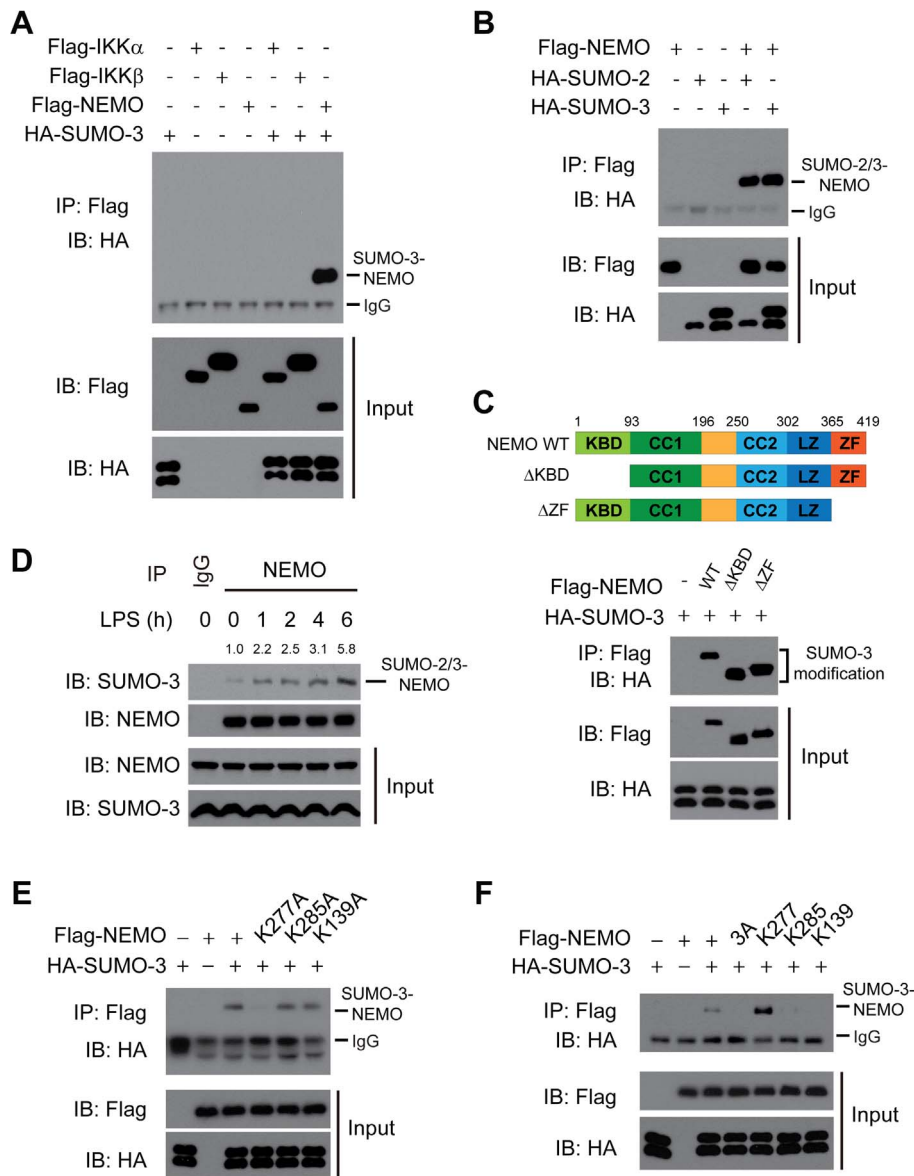 A
Flag-IKKα - + - - + - -
Flag-IKKβ - - + - - + -
Flag-NEMO - - - + - - +
HA-SUMO-3 + - - - + + +
IP: Flag
IB: HA
SUMO-3-
NEMO
IgG
IB: Flag
IB: HA
Input
B
Flag-NEMO + - - + +
HA-SUMO-2 - + - + -
HA-SUMO-3 - - + - +
IP: Flag
IB: HA
SUMO-2/3-
NEMO
IgG
IB: Flag
IB: HA
Input
C
1 93 196 250 302 365 419
NEMO WT KBD CC1 CC2 LZ ZF
ΔKBD CC1 CC2 LZ ZF
ΔZF KBD CC1 CC2 LZ
Flag-NEMO - WT ΔKBD ΔZF
HA-SUMO-3 + + + +
IP: Flag
IB: HA
SUMO-3
modification
IB: Flag
IB: HA
Input
D
IP IgG NEMO
LPS (h) 0 0 1 2 4 6
1.0 2.2 2.5 3.1 5.8
IB: SUMO-3
SUMO-2/3-
NEMO
IB: NEMO
IB: NEMO
IB: SUMO-3
Input
E
Flag-NEMO – + + K277A K285A K139A
HA-SUMO-3 + – + + + +
IP: Flag
IB: HA
SUMO-3-
NEMO
IgG
IB: Flag
IB: HA
Input
F
Flag-NEMO – + + 3A K277 K285 K139
HA-SUMO-3 + – + + + + +
IP: Flag
IB: HA
SUMO-3-
NEMO
IgG
IB: Flag
IB: HA
Input